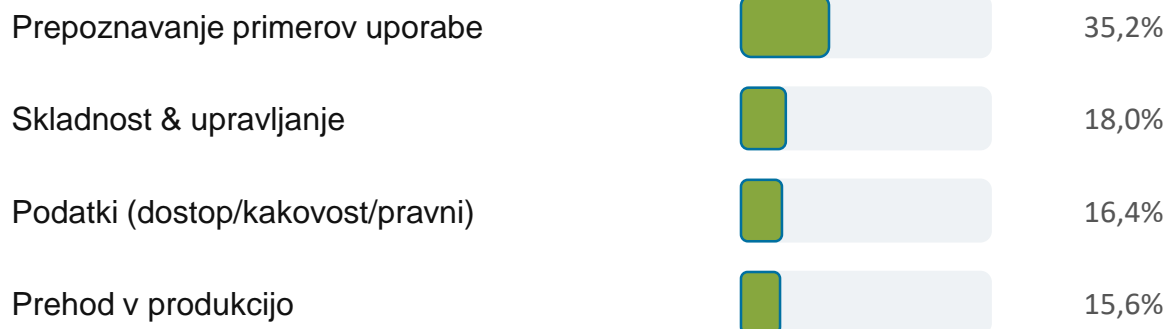 Prepoznavanje primerov uporabe 35,2%
Skladnost & upravljanje 18,0%
Podatki (dostop/kakovost/pravni) 16,4%
Prehod v produkcijo 15,6%